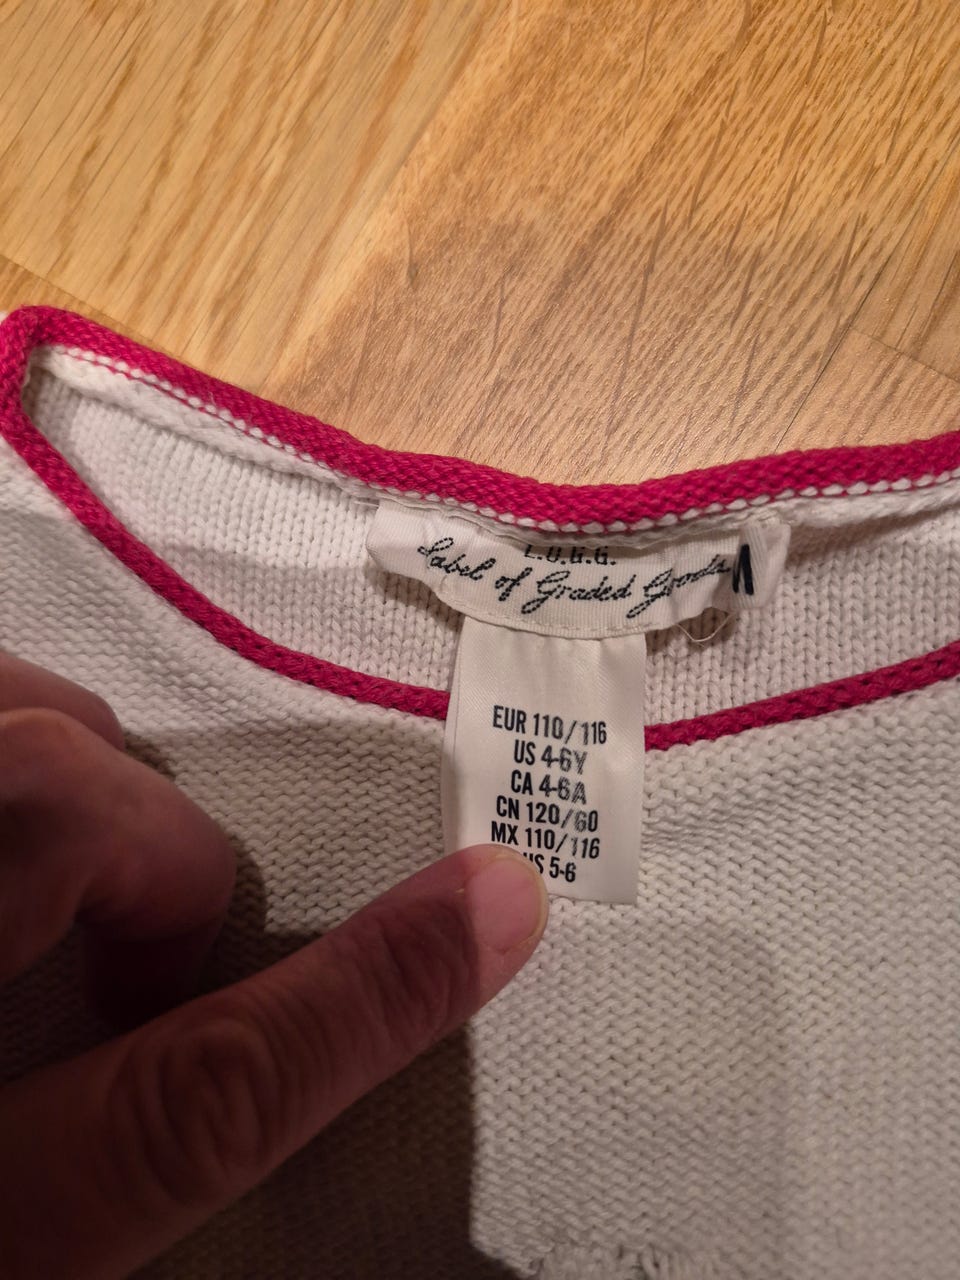 L.O.G.G.
Label of Graded Goods
EUR 110/116
US 4-6Y
CA 4-6A
CN 120/60
MX 110/116
5-6